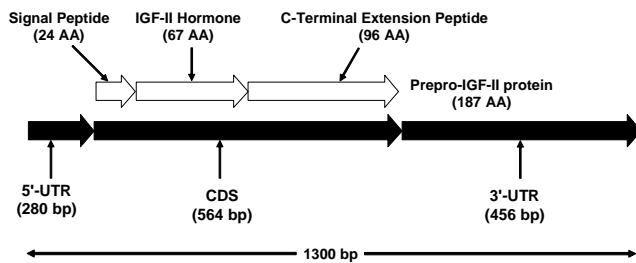 Signal Peptide
(24 AA)
IGF-II Hormone
(67 AA)
C-Terminal Extension Peptide
(96 AA)
Prepro-IGF-II protein
(187 AA)
5'-UTR
(280 bp)
CDS
(564 bp)
3'-UTR
(456 bp)
1300 bp